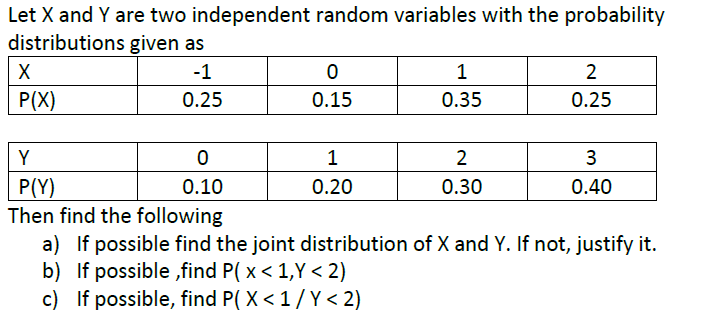 Let X and Y are two independent random variables with the probability
distributions given as
X -1 0 1 2
P(X) 0.25 0.15 0.35 0.25
Y 0 1 2 3
P(Y) 0.10 0.20 0.30 0.40
Then find the following
a) If possible find the joint distribution of X and Y. If not, justify it.
b) If possible ,find P( x < 1,Y < 2)
c) If possible, find P( X < 1 / Y < 2)